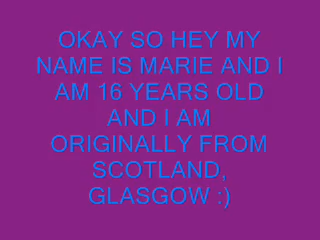 OKAY SO HEY MY
NAME IS MARIE AND I
AM 16 YEARS OLD
AND I AM
ORIGINALLY FROM
SCOTLAND,
GLASGOW :)